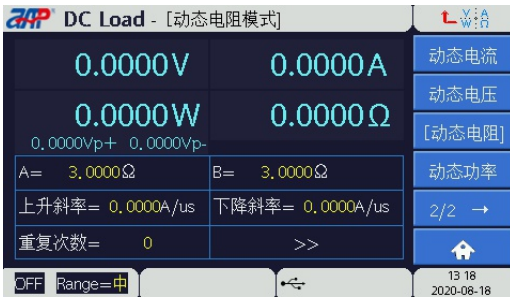 DC Load - [动态电阻模式]
0.0000V 0.0000A
0.0000W 0.0000Ω
0.0000Vp+ 0.0000Vp-
A= 3.0000Ω B= 3.0000Ω
上升斜率= 0.0000A/us 下降斜率= 0.0000A/us
重复次数= 0 >>
OFF Range=中
动态电流
动态电压
[动态电阻]
动态功率
2/2 →
13 18
2020-08-18